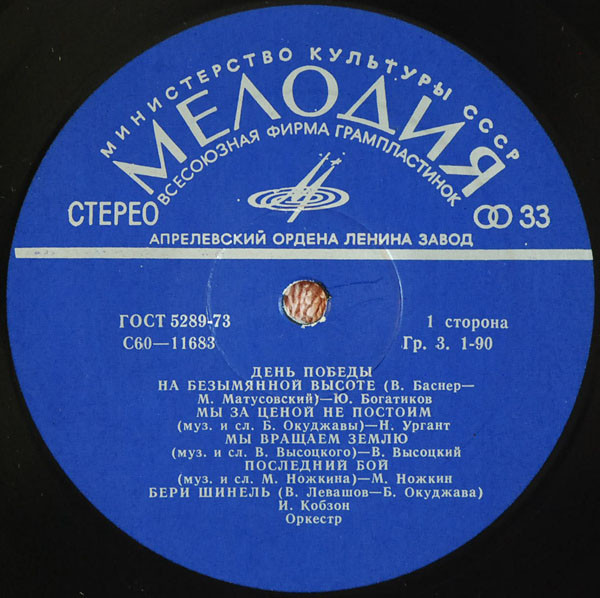 МИНИСТЕРСТВО КУЛЬТУРЫ СССР
МЕЛОДИЯ
ВСЕСОЮЗНАЯ ФИРМА ГРАМПЛАСТИНОК
СТЕРЕО 33
АПРЕЛЕВСКИЙ ОРДЕНА ЛЕНИНА ЗАВОД
ГОСТ 5289-73 1 сторона
С60—11683 Гр. 3. 1-90
ДЕНЬ ПОБЕДЫ
НА БЕЗЫМЯННОЙ ВЫСОТЕ (В. Баснер—
М. Матусовский)—Ю. Богатиков
МЫ ЗА ЦЕНОЙ НЕ ПОСТОИМ
(муз. и сл. Б. Окуджавы)—Н. Ургант
МЫ ВРАЩАЕМ ЗЕМЛЮ
(муз. и сл. В. Высоцкого)—В. Высоцкий
ПОСЛЕДНИЙ БОЙ
(муз. и сл. М. Ножкина)—М. Ножкин
БЕРИ ШИНЕЛЬ (В. Левашов—Б. Окуджава)
И. Кобзон
Оркестр